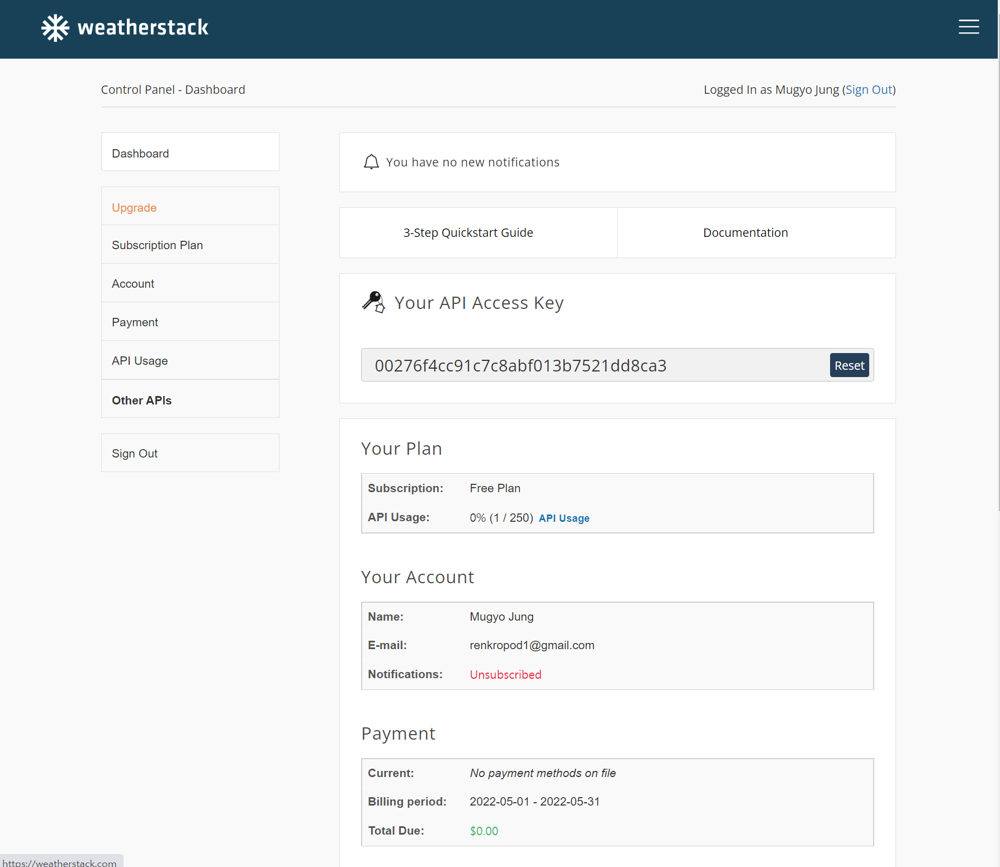 weatherstack
Control Panel - Dashboard
Logged In as Mugyo Jung (Sign Out)
Dashboard
Upgrade
Subscription Plan
Account
Payment
API Usage
Other APIs
Sign Out
You have no new notifications
3-Step Quickstart Guide
Documentation
Your API Access Key
00276f4cc91c7c8abf013b7521dd8ca3
Reset
Your Plan
Subscription: Free Plan
API Usage: 0% (1 / 250) API Usage
Your Account
Name: Mugyo Jung
E-mail: renkropod1@gmail.com
Notifications: Unsubscribed
Payment
Current: No payment methods on file
Billing period: 2022-05-01 - 2022-05-31
Total Due: $0.00
https://weatherstack.com